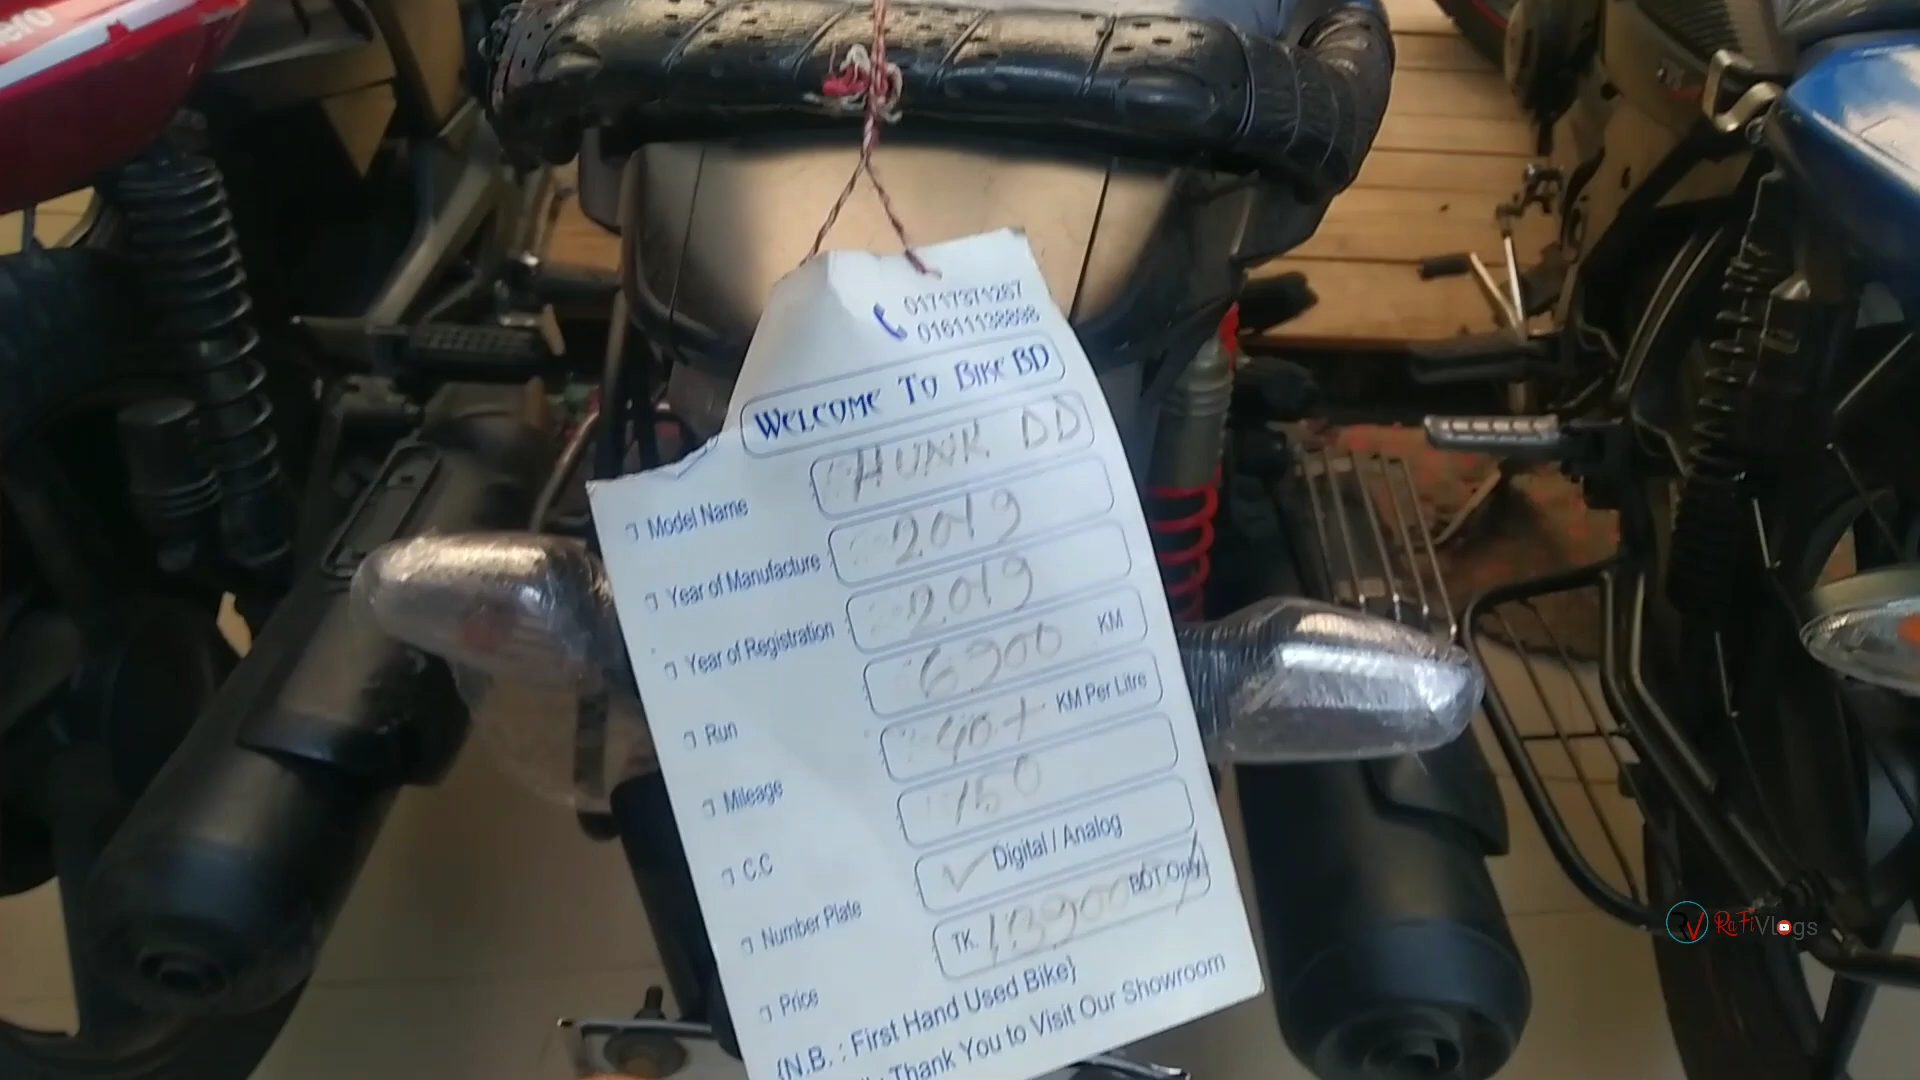 ero
01717371267
01611138898
WELCOME TO BIKE BD
Model Name : HUNK DD
Year of Manufacture : 2019
Year of Registration : 2019
Run : 6900 KM
Mileage : 40+ KM Per Litre
C.C : 150
Number Plate : ✓ Digital / Analog
Price TK. 139000/ BDT.Only
{N.B. : First Hand Used Bike}
Thank You to Visit Our Showroom
RV RaFi Vlogs